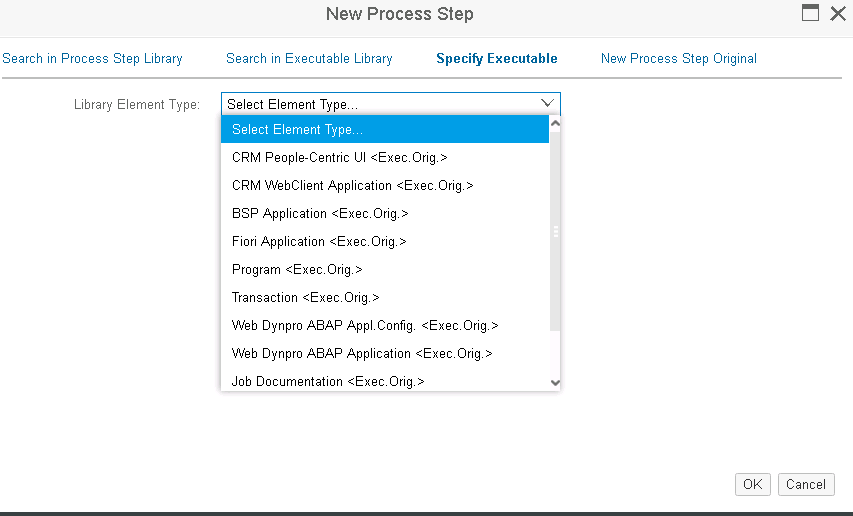 New Process Step
Search in Process Step Library Search in Executable Library Specify Executable New Process Step Original
Library Element Type: Select Element Type...
Select Element Type...
CRM People-Centric UI <Exec.Orig.>
CRM WebClient Application <Exec.Orig.>
BSP Application <Exec.Orig.>
Fiori Application <Exec.Orig.>
Program <Exec.Orig.>
Transaction <Exec.Orig.>
Web Dynpro ABAP Appl.Config. <Exec.Orig.>
Web Dynpro ABAP Application <Exec.Orig.>
Job Documentation <Exec.Orig.>
OK Cancel